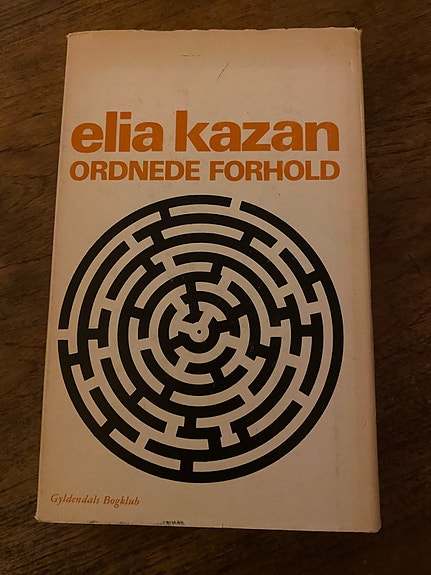 elia kazan
ORDNEDE FORHOLD
Gyldendals Bogklub